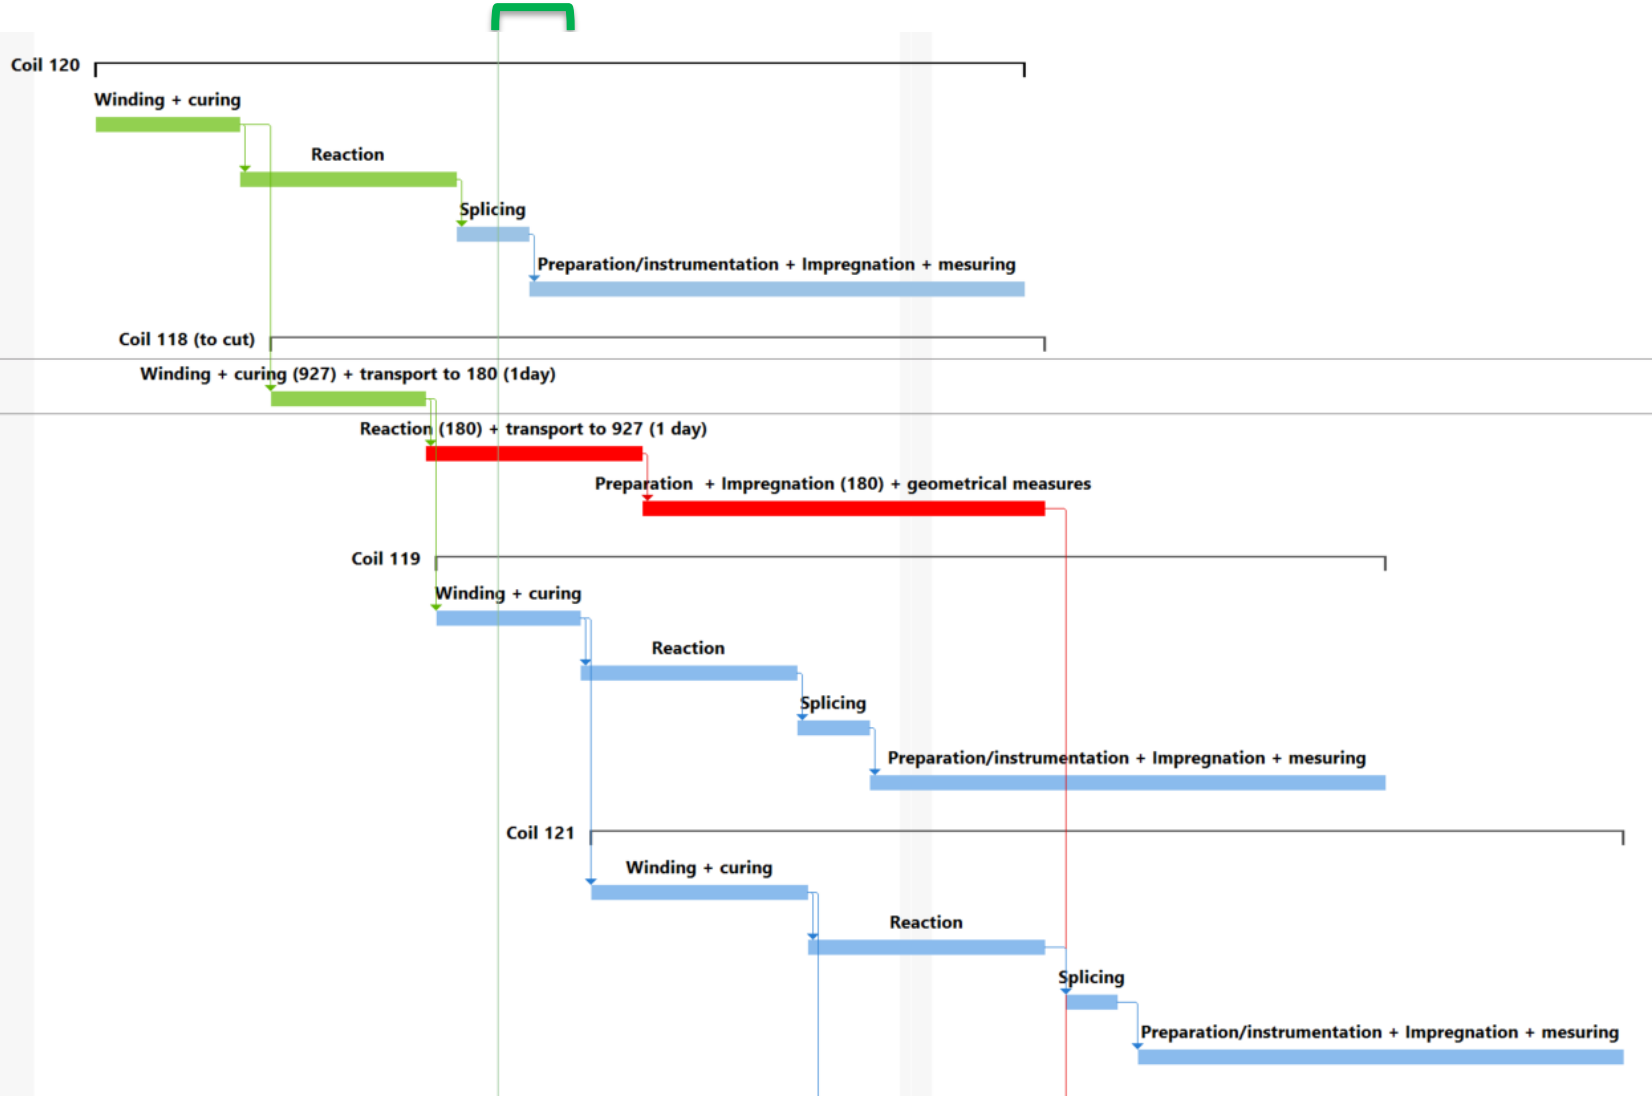 Coil 120
Winding + curing
Reaction
Splicing
Preparation/instrumentation + Impregnation + mesuring
Coil 118 (to cut)
Winding + curing (927) + transport to 180 (1day)
Reaction (180) + transport to 927 (1 day)
Preparation + Impregnation (180) + geometrical measures
Coil 119
Winding + curing
Reaction
Splicing
Preparation/instrumentation + Impregnation + mesuring
Coil 121
Winding + curing
Reaction
Splicing
Preparation/instrumentation + Impregnation + mesuring